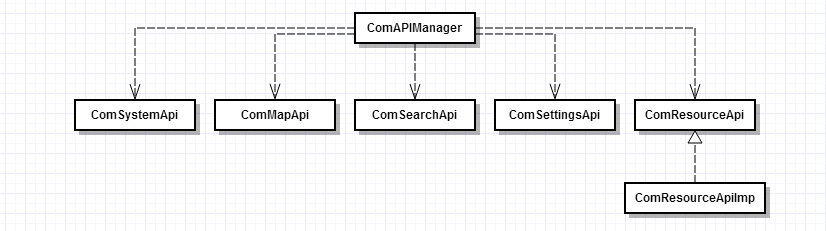 ComAPIManager
ComSystemApi
ComMapApi
ComSearchApi
ComSettingsApi
ComResourceApi
ComResourceApiImp